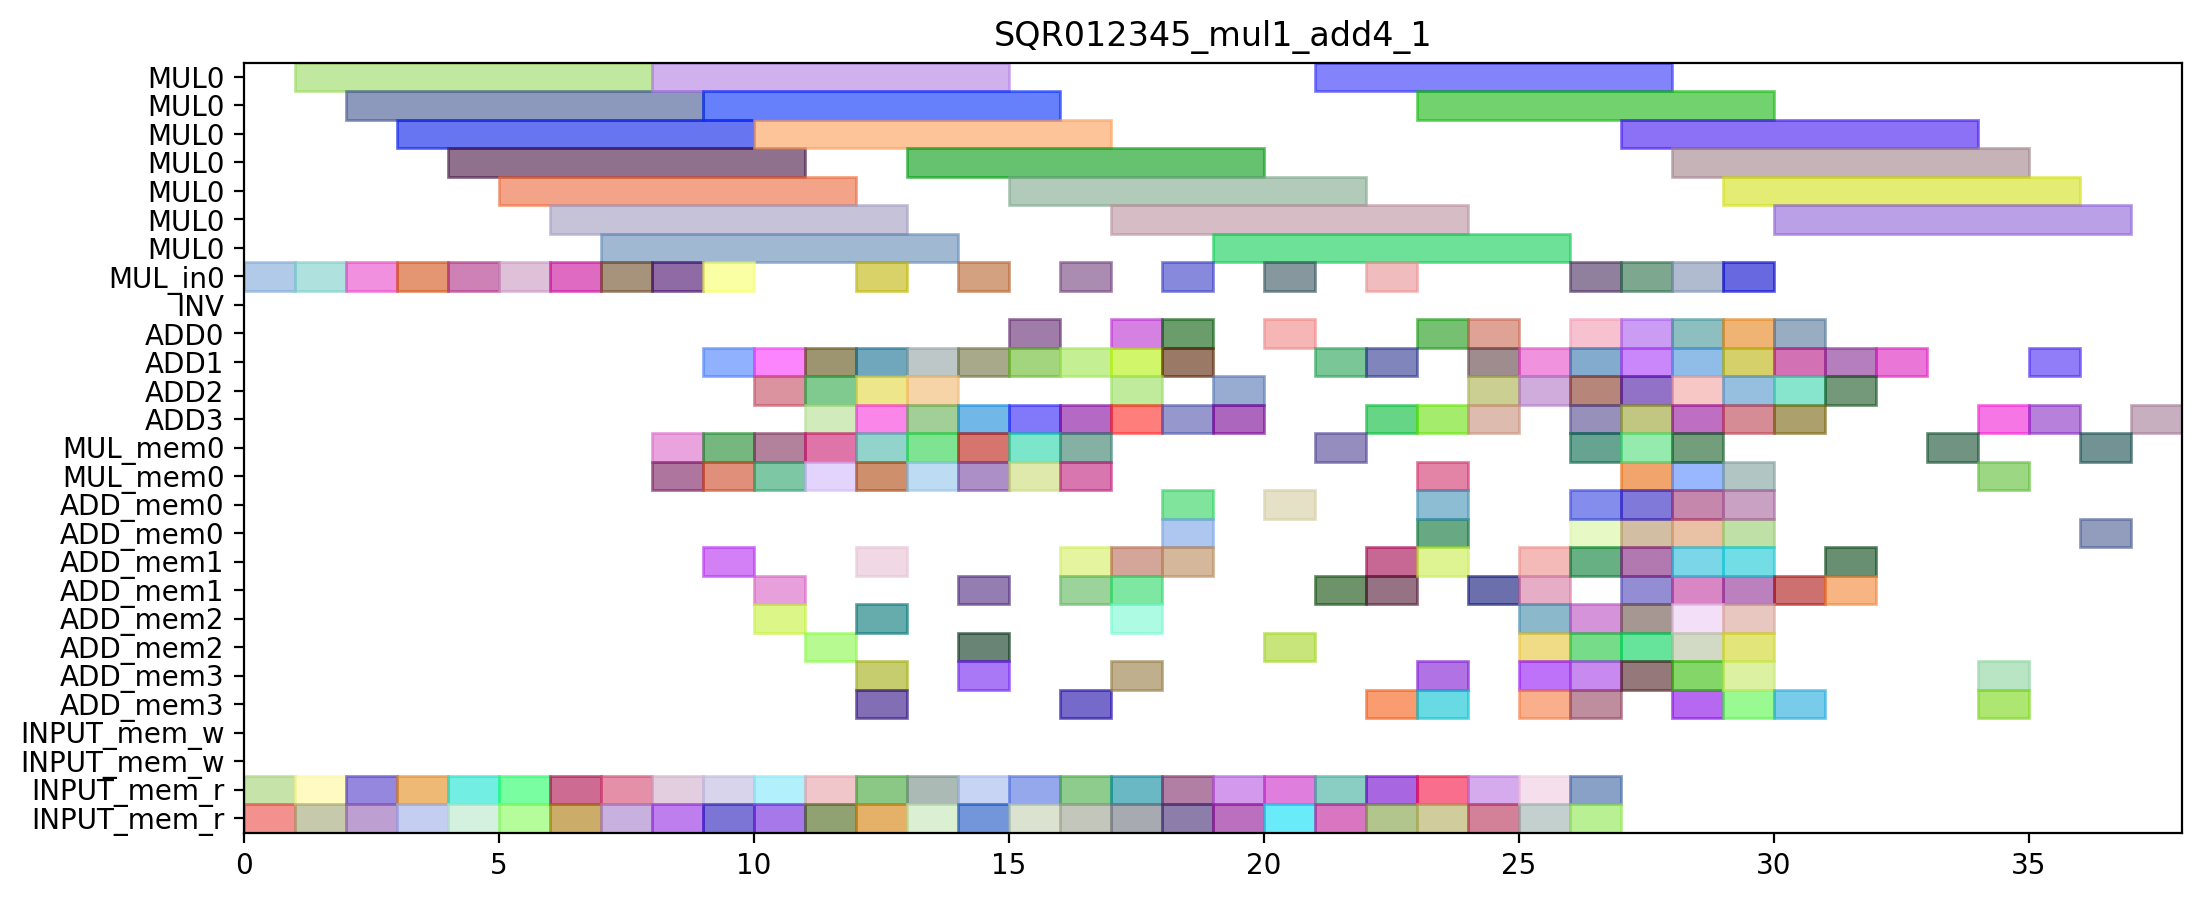 SQR012345_mul1_add4_1
MUL0
MUL0
MUL0
MUL0
MUL0
MUL0
MUL0
MUL_in0
INV
ADD0
ADD1
ADD2
ADD3
MUL_mem0
MUL_mem0
ADD_mem0
ADD_mem0
ADD_mem1
ADD_mem1
ADD_mem2
ADD_mem2
ADD_mem3
ADD_mem3
INPUT_mem_w
INPUT_mem_w
INPUT_mem_r
INPUT_mem_r
0 5 10 15 20 25 30 35